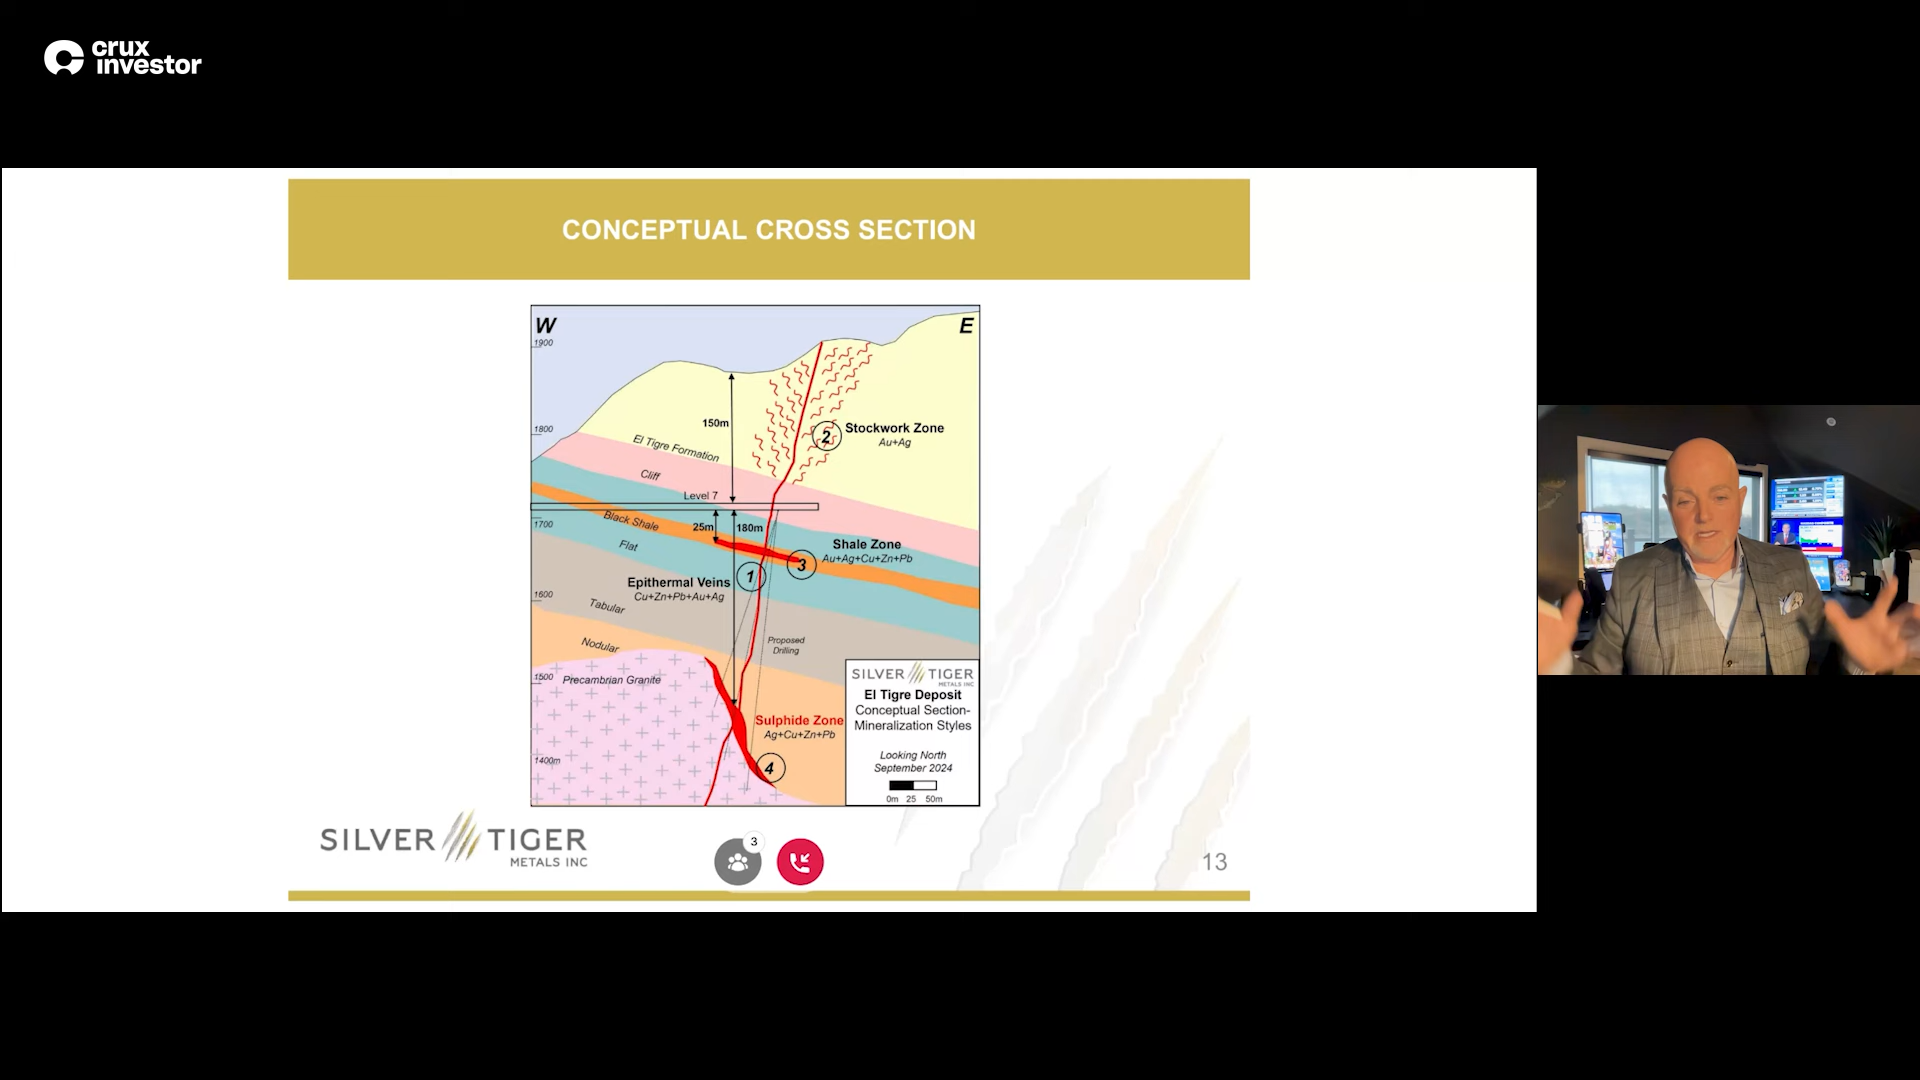 crux
investor
CONCEPTUAL CROSS SECTION
W
E
1900
150m
2
Stockwork Zone
Au+Ag
1800
El Tigre Formation
Cliff
Level 7
1700
Black Shale
25m
180m
Shale Zone
Au+Ag+Cu+Zn+Pb
Flat
3
1
Epithermal Veins
Cu+Zn+Pb+Au+Ag
1600
Tabular
Proposed
Drilling
Nodular
1500
Precambrian Granite
SILVER TIGER
METALS INC
El Tigre Deposit
Conceptual Section-
Mineralization Styles
Looking North
September 2024
0m 25 50m
Sulphide Zone
Ag+Cu+Zn+Pb
1400m
4
SILVER TIGER
METALS INC
3
13